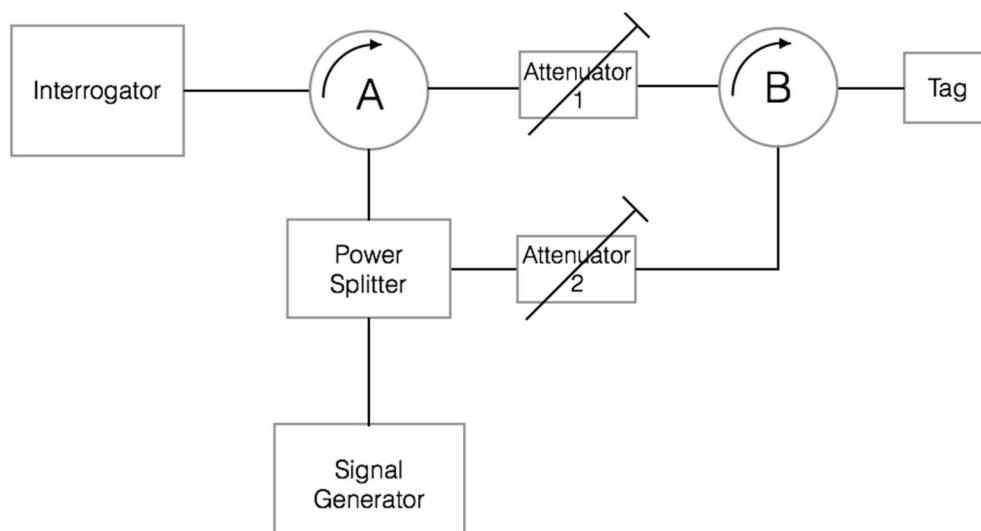 Interrogator
A
Attenuator
1
B
Tag
Power
Splitter
Attenuator
2
Signal
Generator